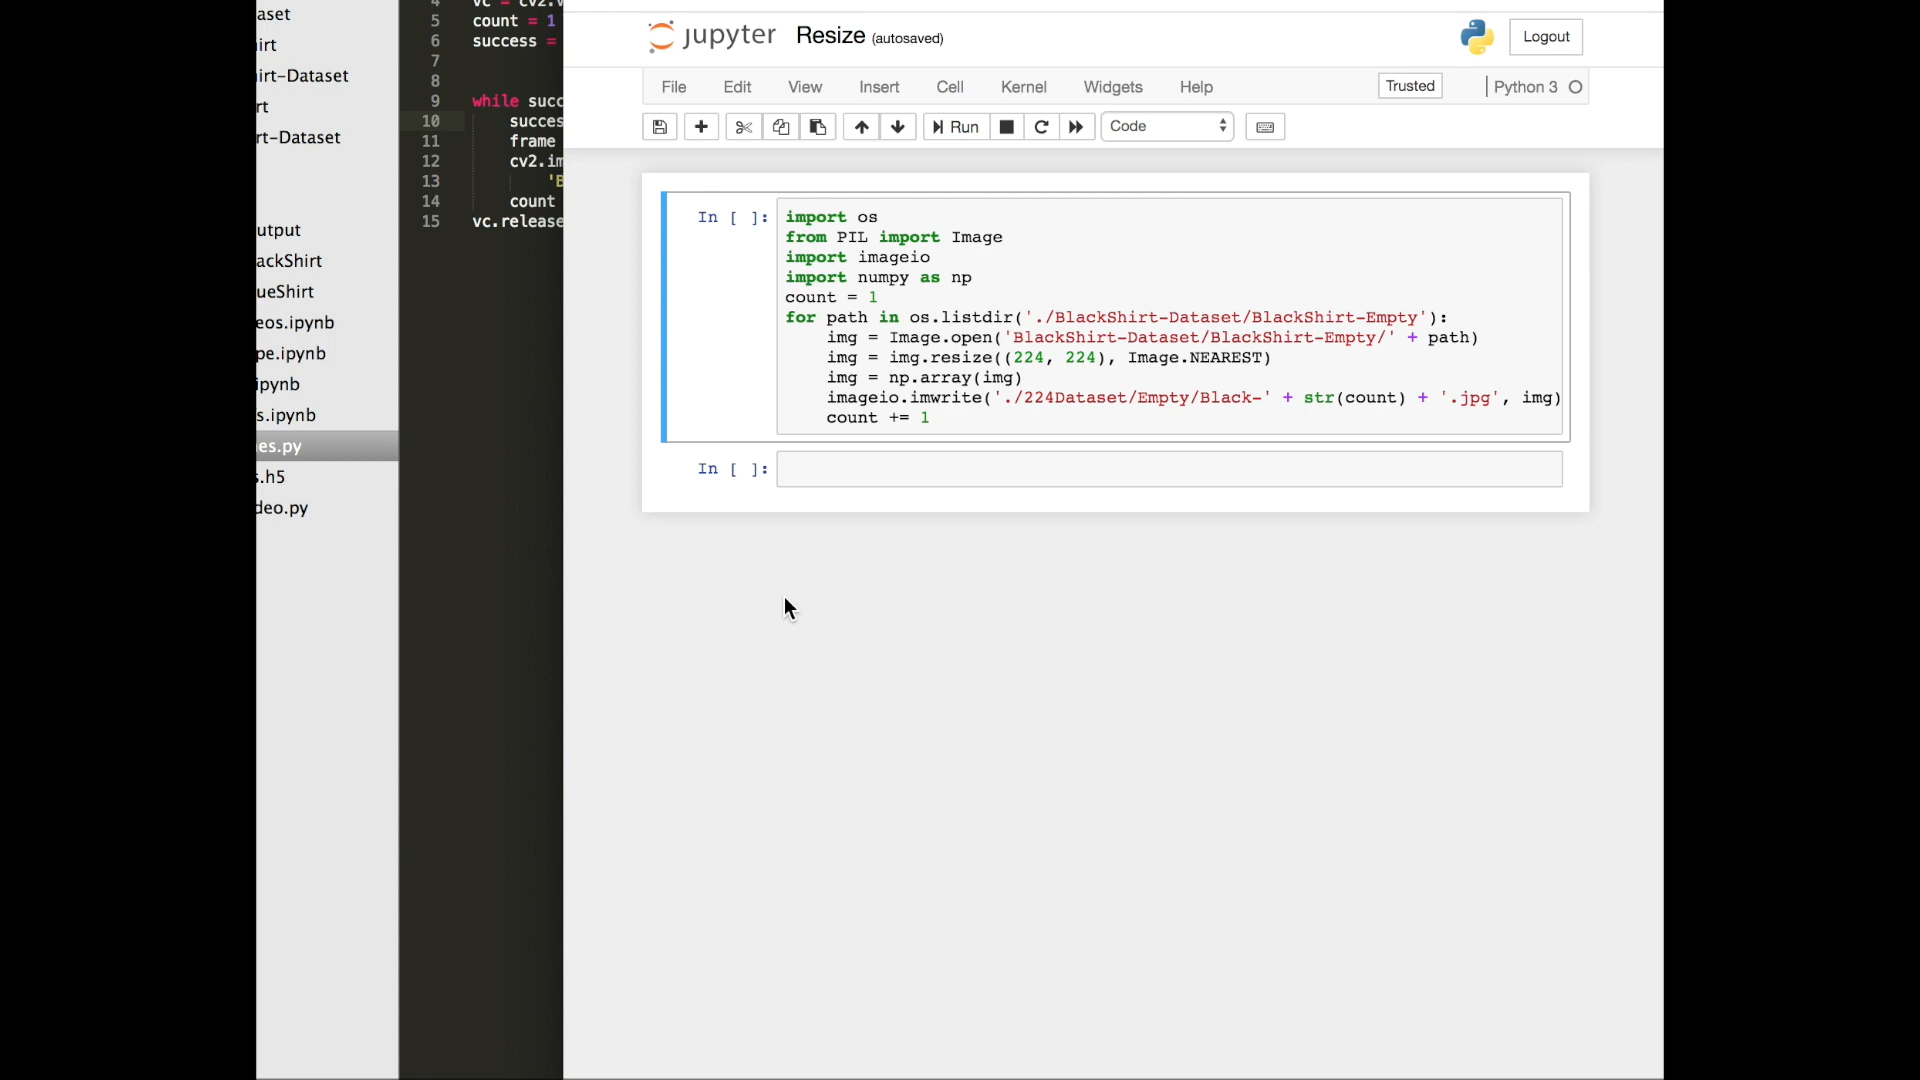 aset
irt
irt-Dataset
rt
rt-Dataset
utput
ackShirt
ueShirt
eos.ipynb
pe.ipynb
ipynb
s.ipynb
es.py
s.h5
deo.py
4 vc = cv2.v
5 count = 1
6 success =
7
8
9 while succ
10 succes
11 frame
12 cv2.im
13 'B
14 count
15 vc.release
jupyter Resize (autosaved)
Logout
File Edit View Insert Cell Kernel Widgets Help
Trusted
Python 3
Run
Code
In [ ]:
import os
from PIL import Image
import imageio
import numpy as np
count = 1
for path in os.listdir('./BlackShirt-Dataset/BlackShirt-Empty'):
img = Image.open('BlackShirt-Dataset/BlackShirt-Empty/' + path)
img = img.resize((224, 224), Image.NEAREST)
img = np.array(img)
imageio.imwrite('./224Dataset/Empty/Black-' + str(count) + '.jpg', img)
count += 1
In [ ]: